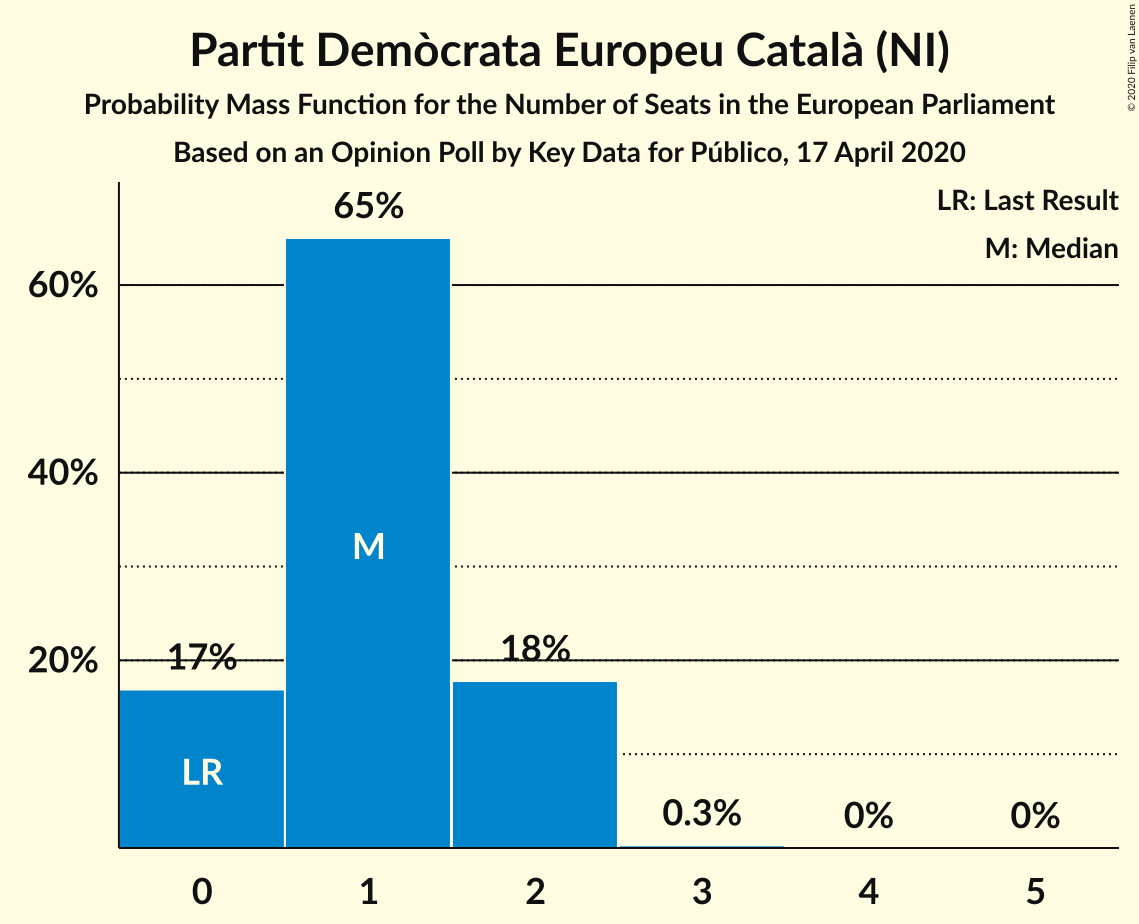 Partit Demòcrata Europeu Català (NI)
Probability Mass Function for the Number of Seats in the European Parliament
Based on an Opinion Poll by Key Data for Público, 17 April 2020
© 2020 Filip van Laenen
LR: Last Result
M: Median
65%
60%
40%
M
17%
18%
20%
LR
0.3%
0%
0%
0
1
2
3
4
5